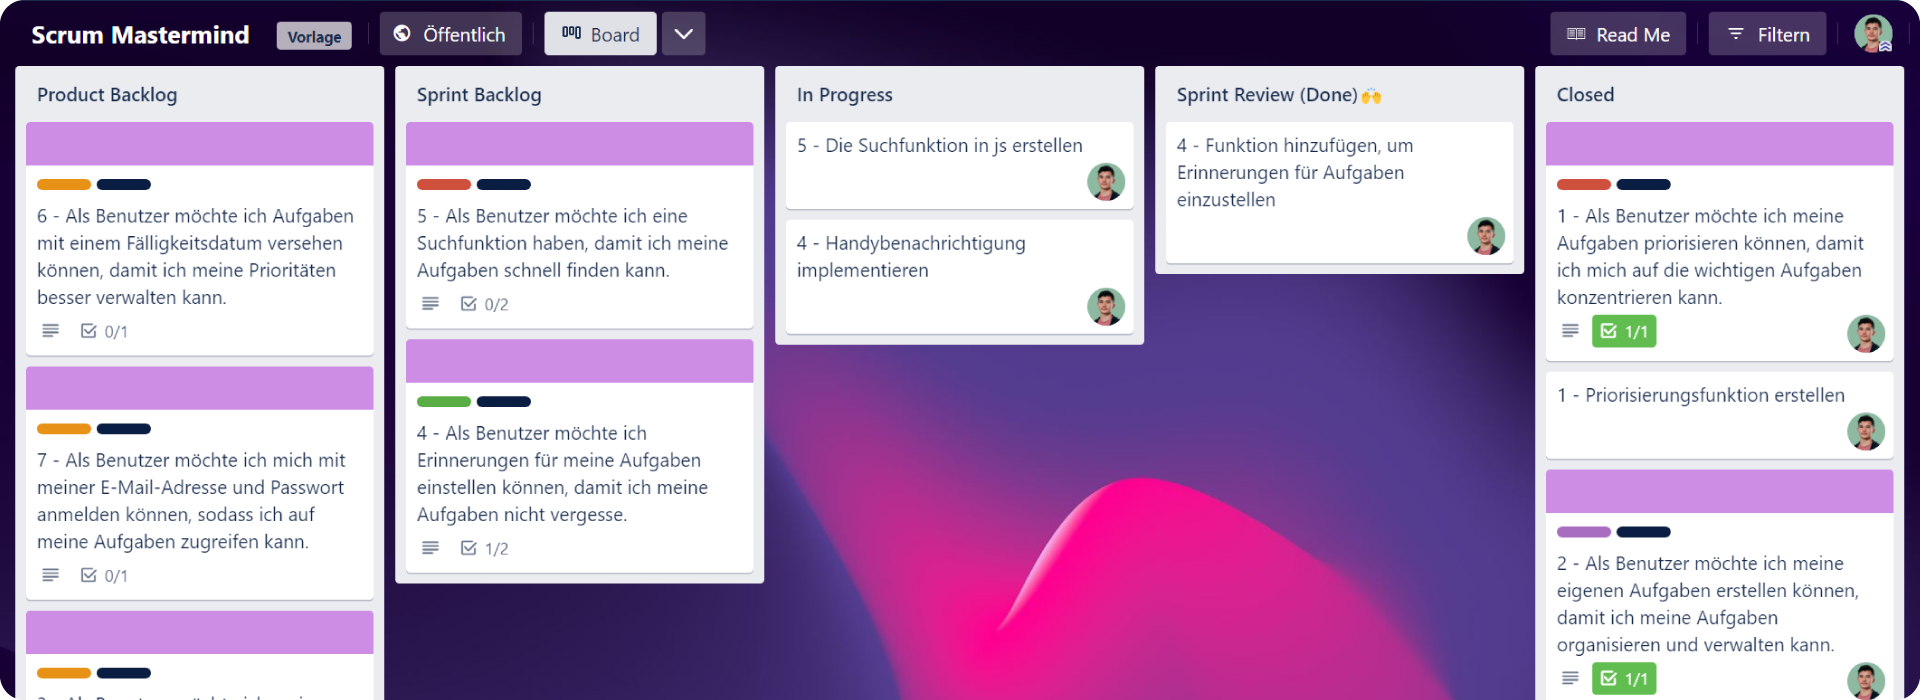 Scrum Mastermind
Vorlage
Öffentlich
Board
Read Me
Filtern
Product Backlog
6 - Als Benutzer möchte ich Aufgaben
mit einem Fälligkeitsdatum versehen
können, damit ich meine Prioritäten
besser verwalten kann.
0/1
7 - Als Benutzer möchte ich mich mit
meiner E-Mail-Adresse und Passwort
anmelden können, sodass ich auf
meine Aufgaben zugreifen kann.
0/1
Sprint Backlog
5 - Als Benutzer möchte ich eine
Suchfunktion haben, damit ich meine
Aufgaben schnell finden kann.
0/2
4 - Als Benutzer möchte ich
Erinnerungen für meine Aufgaben
einstellen können, damit ich meine
Aufgaben nicht vergesse.
1/2
In Progress
5 - Die Suchfunktion in js erstellen
4 - Handybenachrichtigung
implementieren
Sprint Review (Done) 🙌
4 - Funktion hinzufügen, um
Erinnerungen für Aufgaben
einzustellen
Closed
1 - Als Benutzer möchte ich meine
Aufgaben priorisieren können, damit
ich mich auf die wichtigen Aufgaben
konzentrieren kann.
1/1
1 - Priorisierungsfunktion erstellen
2 - Als Benutzer möchte ich meine
eigenen Aufgaben erstellen können,
damit ich meine Aufgaben
organisieren und verwalten kann.
1/1